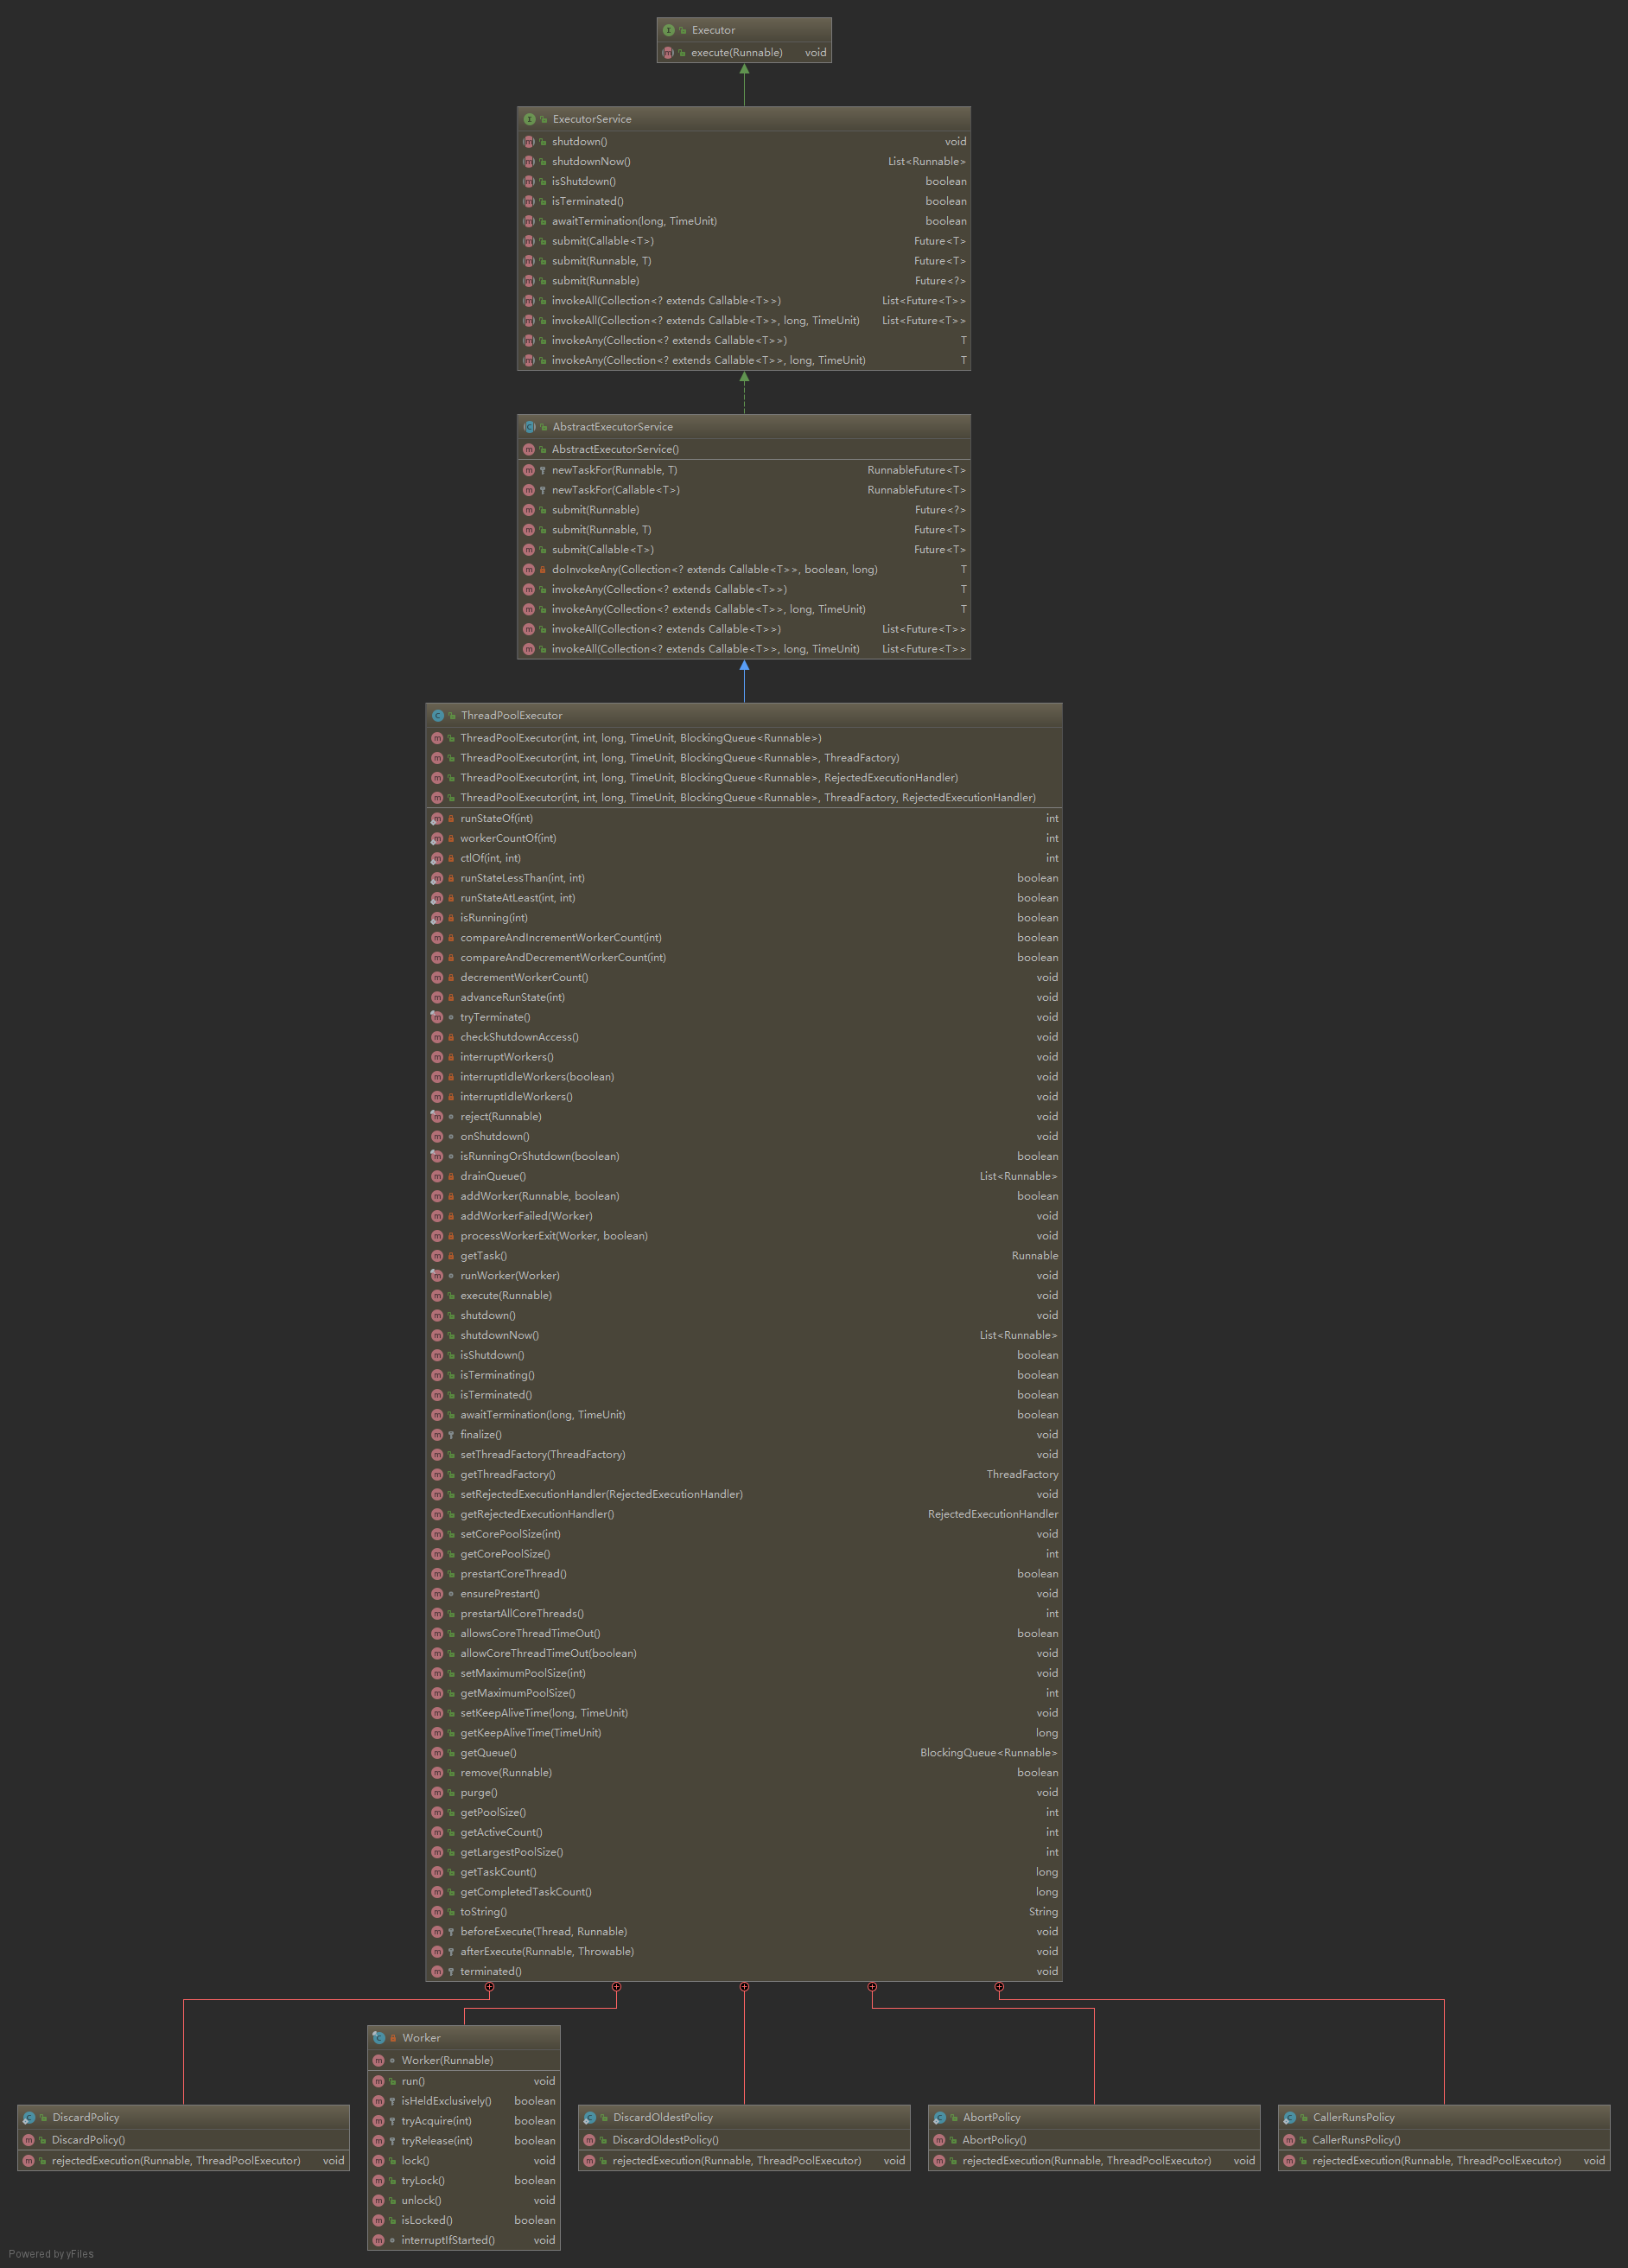 Executor
execute(Runnable) void
ExecutorService
shutdown() void
shutdownNow() List<Runnable>
isShutdown() boolean
isTerminated() boolean
awaitTermination(long, TimeUnit) boolean
submit(Callable<T>) Future<T>
submit(Runnable, T) Future<T>
submit(Runnable) Future<?>
invokeAll(Collection<? extends Callable<T>>) List<Future<T>>
invokeAll(Collection<? extends Callable<T>>, long, TimeUnit) List<Future<T>>
invokeAny(Collection<? extends Callable<T>>) T
invokeAny(Collection<? extends Callable<T>>, long, TimeUnit) T
AbstractExecutorService
AbstractExecutorService()
newTaskFor(Runnable, T) RunnableFuture<T>
newTaskFor(Callable<T>) RunnableFuture<T>
submit(Runnable) Future<?>
submit(Runnable, T) Future<T>
submit(Callable<T>) Future<T>
doInvokeAny(Collection<? extends Callable<T>>, boolean, long) T
invokeAny(Collection<? extends Callable<T>>) T
invokeAny(Collection<? extends Callable<T>>, long, TimeUnit) T
invokeAll(Collection<? extends Callable<T>>) List<Future<T>>
invokeAll(Collection<? extends Callable<T>>, long, TimeUnit) List<Future<T>>
ThreadPoolExecutor
ThreadPoolExecutor(int, int, long, TimeUnit, BlockingQueue<Runnable>)
ThreadPoolExecutor(int, int, long, TimeUnit, BlockingQueue<Runnable>, ThreadFactory)
ThreadPoolExecutor(int, int, long, TimeUnit, BlockingQueue<Runnable>, RejectedExecutionHandler)
ThreadPoolExecutor(int, int, long, TimeUnit, BlockingQueue<Runnable>, ThreadFactory, RejectedExecutionHandler)
runStateOf(int) int
workerCountOf(int) int
ctlOf(int, int) int
runStateLessThan(int, int) boolean
runStateAtLeast(int, int) boolean
isRunning(int) boolean
compareAndIncrementWorkerCount(int) boolean
compareAndDecrementWorkerCount(int) boolean
decrementWorkerCount() void
advanceRunState(int) void
tryTerminate() void
checkShutdownAccess() void
interruptWorkers() void
interruptIdleWorkers(boolean) void
interruptIdleWorkers() void
reject(Runnable) void
onShutdown() void
isRunningOrShutdown(boolean) boolean
drainQueue() List<Runnable>
addWorker(Runnable, boolean) boolean
addWorkerFailed(Worker) void
processWorkerExit(Worker, boolean) void
getTask() Runnable
runWorker(Worker) void
execute(Runnable) void
shutdown() void
shutdownNow() List<Runnable>
isShutdown() boolean
isTerminating() boolean
isTerminated() boolean
awaitTermination(long, TimeUnit) boolean
finalize() void
setThreadFactory(ThreadFactory) void
getThreadFactory() ThreadFactory
setRejectedExecutionHandler(RejectedExecutionHandler) void
getRejectedExecutionHandler() RejectedExecutionHandler
setCorePoolSize(int) void
getCorePoolSize() int
prestartCoreThread() boolean
ensurePrestart() void
prestartAllCoreThreads() int
allowsCoreThreadTimeOut() boolean
allowCoreThreadTimeOut(boolean) void
setMaximumPoolSize(int) void
getMaximumPoolSize() int
setKeepAliveTime(long, TimeUnit) void
getKeepAliveTime(TimeUnit) long
getQueue() BlockingQueue<Runnable>
remove(Runnable) boolean
purge() void
getPoolSize() int
getActiveCount() int
getLargestPoolSize() int
getTaskCount() long
getCompletedTaskCount() long
toString() String
beforeExecute(Thread, Runnable) void
afterExecute(Runnable, Throwable) void
terminated() void
DiscardPolicy
DiscardPolicy()
rejectedExecution(Runnable, ThreadPoolExecutor) void
Worker
Worker(Runnable)
run() void
isHeldExclusively() boolean
tryAcquire(int) boolean
tryRelease(int) boolean
lock() void
tryLock() boolean
unlock() void
isLocked() boolean
interruptIfStarted() void
DiscardOldestPolicy
DiscardOldestPolicy()
rejectedExecution(Runnable, ThreadPoolExecutor) void
AbortPolicy
AbortPolicy()
rejectedExecution(Runnable, ThreadPoolExecutor) void
CallerRunsPolicy
CallerRunsPolicy()
rejectedExecution(Runnable, ThreadPoolExecutor) void
Powered by yFiles